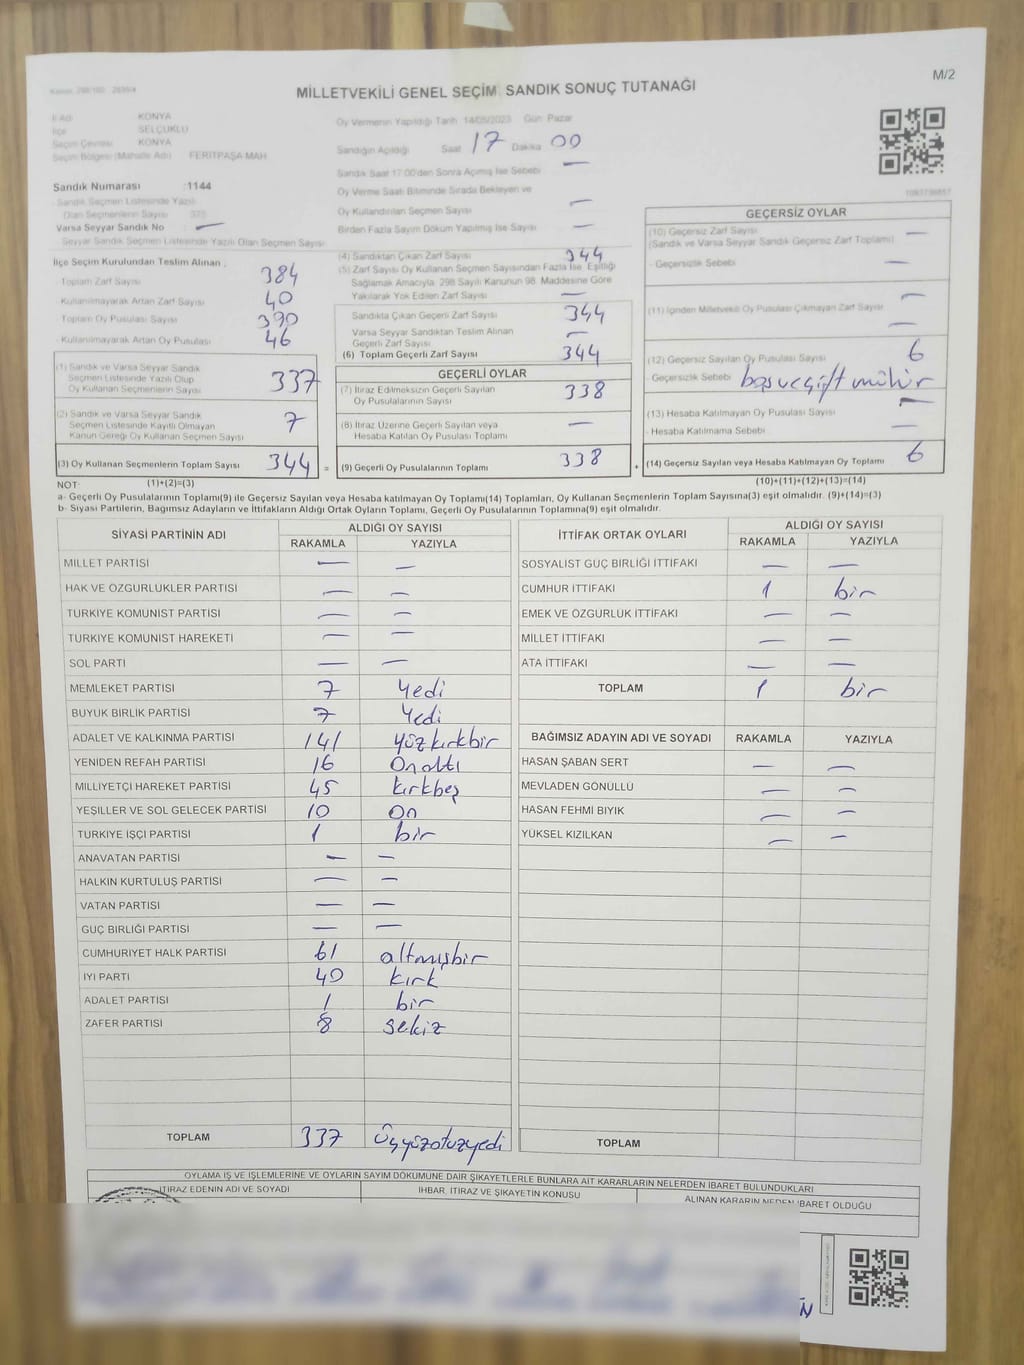 M/2
MİLLETVEKİLİ GENEL SEÇİM SANDIK SONUÇ TUTANAĞI
İl Adı KONYA
İlçe SELÇUKLU
Seçim Çevresi KONYA
Seçim Bölgesi (Mahalle Adı) FERİTPAŞA MAH
Sandık Numarası :1144
Sandık Seçmen Listesinde Yazılı
Olan Seçmenlerin Sayısı
Varsa Seyyar Sandık No —
Seyyar Sandık Seçmen Listesinde Yazılı Olan Seçmen Sayısı
İlçe Seçim Kurulundan Teslim Alınan ;
Toplam Zarf Sayısı 384
Kullanılmayarak Artan Zarf Sayısı 40
Toplam Oy Pusulası Sayısı 390
Kullanılmayarak Artan Oy Pusulası 46
(1) Sandık ve Varsa Seyyar Sandık
Seçmen Listesinde Yazılı Olup
Oy Kullanan Seçmenlerin Sayısı 337
(2) Sandık ve Varsa Seyyar Sandık
Seçmen Listesinde Kayıtlı Olmayan
Kanun Gereği Oy Kullanan Seçmen Sayısı 7
(3) Oy Kullanan Seçmenlerin Toplam Sayısı 344 =
Oy Vermenin Yapıldığı Tarih 14/05/2023 Gün: Pazar
Sandığın Açıldığı Saat 17 Dakika 00
Sandık Saat 17:00'den Sonra Açılmış İse Sebebi —
Oy Verme Saati Bitiminde Sırada Bekleyen ve
Oy Kullandırılan Seçmen Sayısı —
Birden Fazla Sayım Döküm Yapılmış İse Sayısı —
(4) Sandıktan Çıkan Zarf Sayısı 344
(5) Zarf Sayısı Oy Kullanan Seçmen Sayısından Fazla İse, Eşitliği
Sağlamak Amacıyla, 298 Sayılı Kanunun 98. Maddesine Göre
Yakılarak Yok Edilen Zarf Sayısı —
Sandıkta Çıkan Geçerli Zarf Sayısı 344
Varsa Seyyar Sandıktan Teslim Alınan
Geçerli Zarf Sayısı —
(6) Toplam Geçerli Zarf Sayısı 344
GEÇERLİ OYLAR
(7) İtiraz Edilmeksizin Geçerli Sayılan
Oy Pusulalarının Sayısı 338
(8) İtiraz Üzerine Geçerli Sayılan veya
Hesaba Katılan Oy Pusulası Toplamı —
(9) Geçerli Oy Pusulalarının Toplamı 338 +
GEÇERSİZ OYLAR
(10) Geçersiz Zarf Sayısı —
(Sandık ve Varsa Seyyar Sandık Geçersiz Zarf Toplamı)
- Geçersizlik Sebebi —
(11) İçinden Milletvekili Oy Pusulası Çıkmayan Zarf Sayısı —
—
(12) Geçersiz Sayılan Oy Pusulası Sayısı 6
- Geçersizlik Sebebi boş ve çift mühür
(13) Hesaba Katılmayan Oy Pusulası Sayısı —
- Hesaba Katılmama Sebebi —
(14) Geçersiz Sayılan veya Hesaba Katılmayan Oy Toplamı 6
NOT: (1)+(2)=(3) (10)+(11)+(12)+(13)=(14)
a- Geçerli Oy Pusulalarının Toplamı(9) ile Geçersiz Sayılan veya Hesaba katılmayan Oy Toplamı(14) Toplamları, Oy Kullanan Seçmenlerin Toplam Sayısına(3) eşit olmalıdır. (9)+(14)=(3)
b- Siyasi Partilerin, Bağımsız Adayların ve İttifakların Aldığı Ortak Oyların Toplamı, Geçerli Oy Pusulalarının Toplamına(9) eşit olmalıdır.
SİYASİ PARTİNİN ADI ALDIĞI OY SAYISI
RAKAMLA YAZIYLA
MİLLET PARTİSİ — —
HAK VE ÖZGÜRLÜKLER PARTİSİ — —
TÜRKİYE KOMÜNİST PARTİSİ — —
TÜRKİYE KOMÜNİST HAREKETİ — —
SOL PARTİ — —
MEMLEKET PARTİSİ 7 Yedi
BÜYÜK BİRLİK PARTİSİ 7 Yedi
ADALET VE KALKINMA PARTİSİ 141 yüzkırkbir
YENİDEN REFAH PARTİSİ 16 Onaltı
MİLLİYETÇİ HAREKET PARTİSİ 45 kırkbeş
YEŞİLLER VE SOL GELECEK PARTİSİ 10 On
TÜRKİYE İŞÇİ PARTİSİ 1 bir
ANAVATAN PARTİSİ — —
HALKIN KURTULUŞ PARTİSİ — —
VATAN PARTİSİ — —
GÜÇ BİRLİĞİ PARTİSİ — —
CUMHURİYET HALK PARTİSİ 61 altmışbir
İYİ PARTİ 40 kırk
ADALET PARTİSİ 1 bir
ZAFER PARTİSİ 8 sekiz
TOPLAM 337 Üçyüzotuzyedi
İTTİFAK ORTAK OYLARI ALDIĞI OY SAYISI
RAKAMLA YAZIYLA
SOSYALİST GÜÇ BİRLİĞİ İTTİFAKI — —
CUMHUR İTTİFAKI 1 bir
EMEK VE ÖZGÜRLÜK İTTİFAKI — —
MİLLET İTTİFAKI — —
ATA İTTİFAKI — —
TOPLAM 1 bir
BAĞIMSIZ ADAYIN ADI VE SOYADI RAKAMLA YAZIYLA
HASAN ŞABAN SERT — —
MEVLADEN GÖNÜLLÜ — —
HASAN FEHMİ BIYIK — —
YÜKSEL KIZILKAN — —
TOPLAM
OYLAMA İŞ VE İŞLEMLERİNE VE OYLARIN SAYIM DÖKÜMÜNE DAİR ŞİKAYETLERLE BUNLARA AİT KARARLARIN NELERDEN İBARET BULUNDUKLARI
İTİRAZ EDENİN ADI VE SOYADI İHBAR, İTİRAZ VE ŞİKAYETİN KONUSU ALINAN KARARIN NEDEN İBARET OLDUĞU